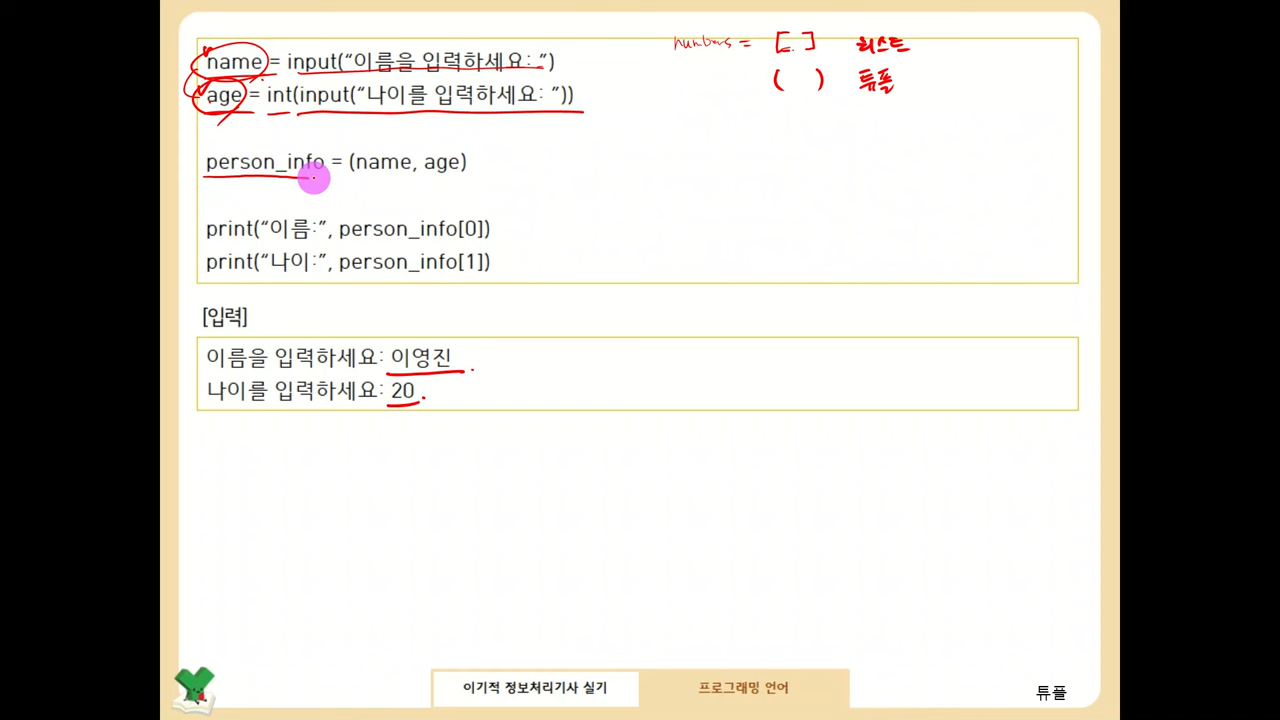 name = input(“이름을 입력하세요: ”)
numbers = [ ] 리스트
age = int(input(“나이를 입력하세요: ”))
( ) 튜플
person_info = (name, age)
print(“이름:”, person_info[0])
print(“나이:”, person_info[1])
[입력]
이름을 입력하세요: 이영진
나이를 입력하세요: 20
이기적 정보처리기사 실기
프로그래밍 언어
튜플